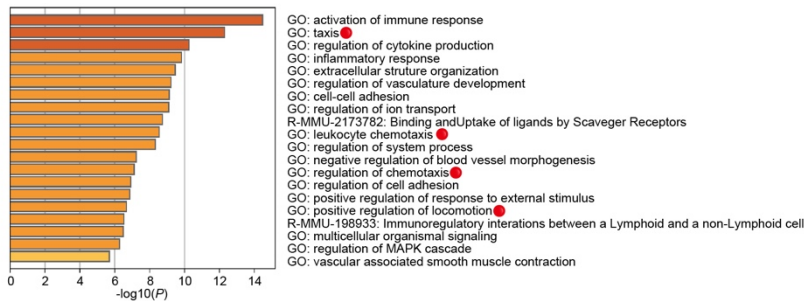 GO: activation of immune response
GO: taxis
GO: regulation of cytokine production
GO: inflammatory response
GO: extracellular struture organization
GO: regulation of vasculature development
GO: cell-cell adhesion
GO: regulation of ion transport
R-MMU-2173782: Binding andUptake of ligands by Scaveger Receptors
GO: leukocyte chemotaxis
GO: regulation of system process
GO: negative regulation of blood vessel morphogenesis
GO: regulation of chemotaxis
GO: regulation of cell adhesion
GO: positive regulation of response to external stimulus
GO: positive regulation of locomotion
R-MMU-198933: Immunoregulatory interations between a Lymphoid and a non-Lymphoid cell
GO: multicellular organismal signaling
GO: regulation of MAPK cascade
GO: vascular associated smooth muscle contraction
0 2 4 6 8 10 12 14
-log10(P)